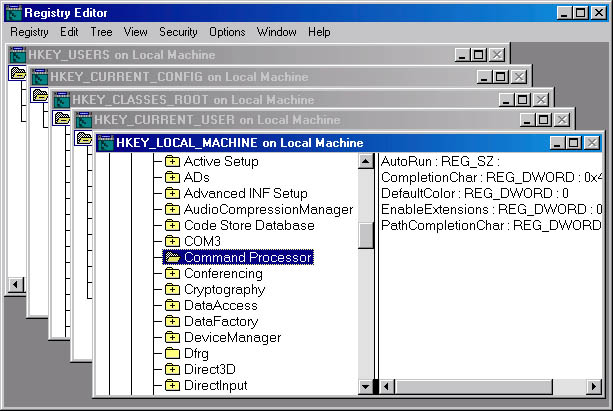 Registry Editor
Registry Edit Tree View Security Options Window Help
HKEY_USERS on Local Machine
HKEY_CURRENT_CONFIG on Local Machine
HKEY_CLASSES_ROOT on Local Machine
HKEY_CURRENT_USER on Local Machine
HKEY_LOCAL_MACHINE on Local Machine
Active Setup
ADs
Advanced INF Setup
AudioCompressionManager
Code Store Database
COM3
Command Processor
Conferencing
Cryptography
DataAccess
DataFactory
DeviceManager
Dfrg
Direct3D
DirectInput
AutoRun : REG_SZ :
CompletionChar : REG_DWORD : 0x4
DefaultColor : REG_DWORD : 0
EnableExtensions : REG_DWORD : 0
PathCompletionChar : REG_DWORD